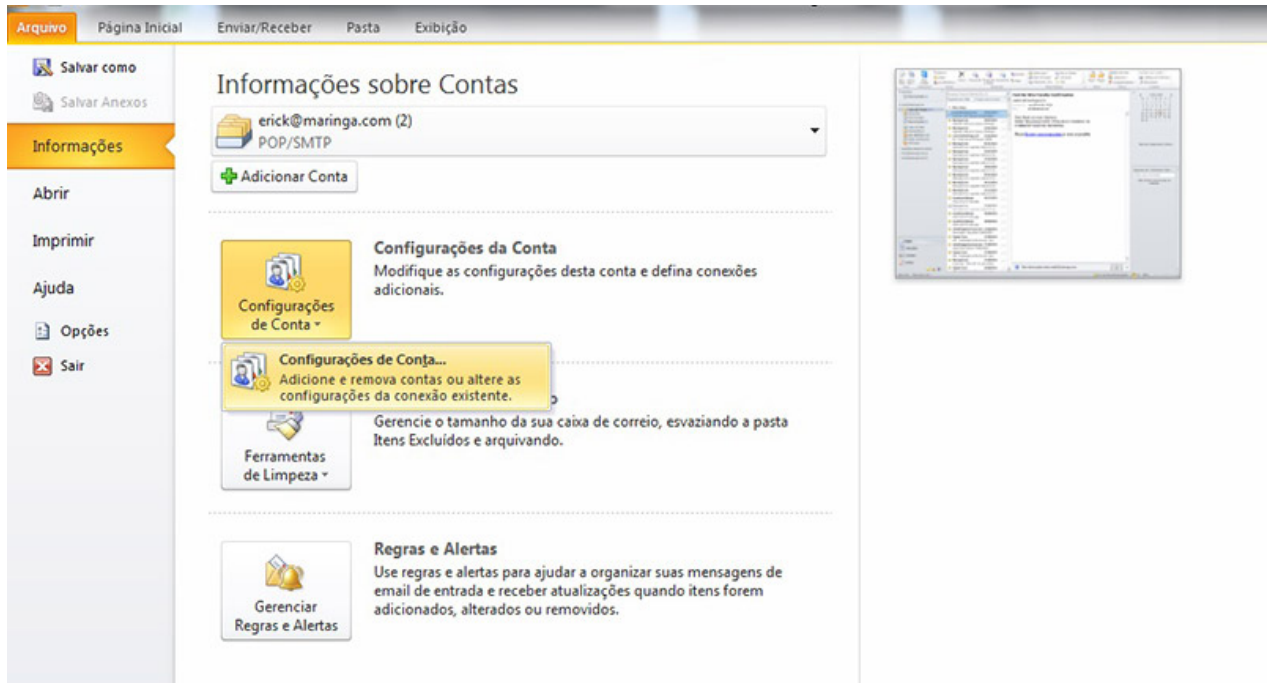 Arquivo Página Inicial Enviar/Receber Pasta Exibição
Salvar como
Salvar Anexos
Informações
Abrir
Imprimir
Ajuda
Opções
Sair
Informações sobre Contas
erick@maringa.com (2)
POP/SMTP
Adicionar Conta
Configurações
de Conta
Configurações da Conta
Modifique as configurações desta conta e defina conexões
adicionais.
Configurações de Conta...
Adicione e remova contas ou altere as
configurações da conexão existente.
Ferramentas
de Limpeza
Gerencie o tamanho da sua caixa de correio, esvaziando a pasta
Itens Excluídos e arquivando.
Gerenciar
Regras e Alertas
Regras e Alertas
Use regras e alertas para ajudar a organizar suas mensagens de
email de entrada e receber atualizações quando itens forem
adicionados, alterados ou removidos.